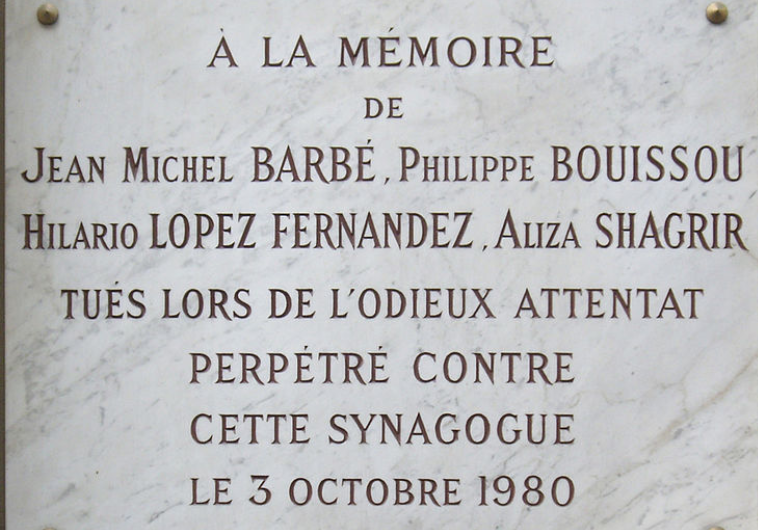 À LA MÉMOIRE
DE
JEAN MICHEL BARBÉ, PHILIPPE BOUISSOU
HILARIO LOPEZ FERNANDEZ, ALIZA SHAGRIR
TUÉS LORS DE L'ODIEUX ATTENTAT
PERPÉTRÉ CONTRE
CETTE SYNAGOGUE
LE 3 OCTOBRE 1980